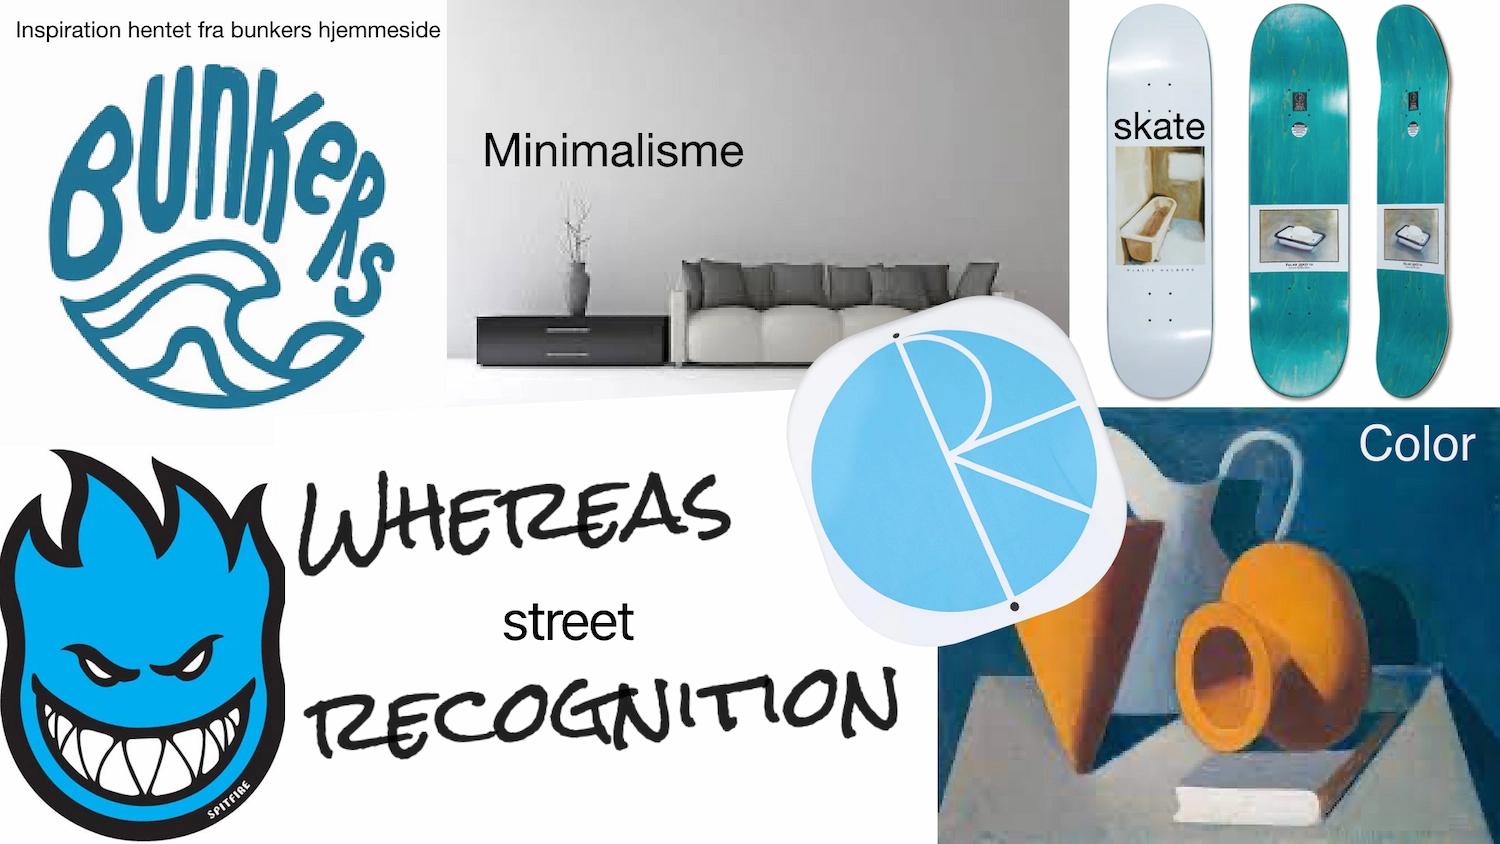 Inspiration hentet fra bunkers hjemmeside
BUNKERS
Minimalisme
skate
Color
WHEREAS
street
RECOGNITION
SPITFIRE